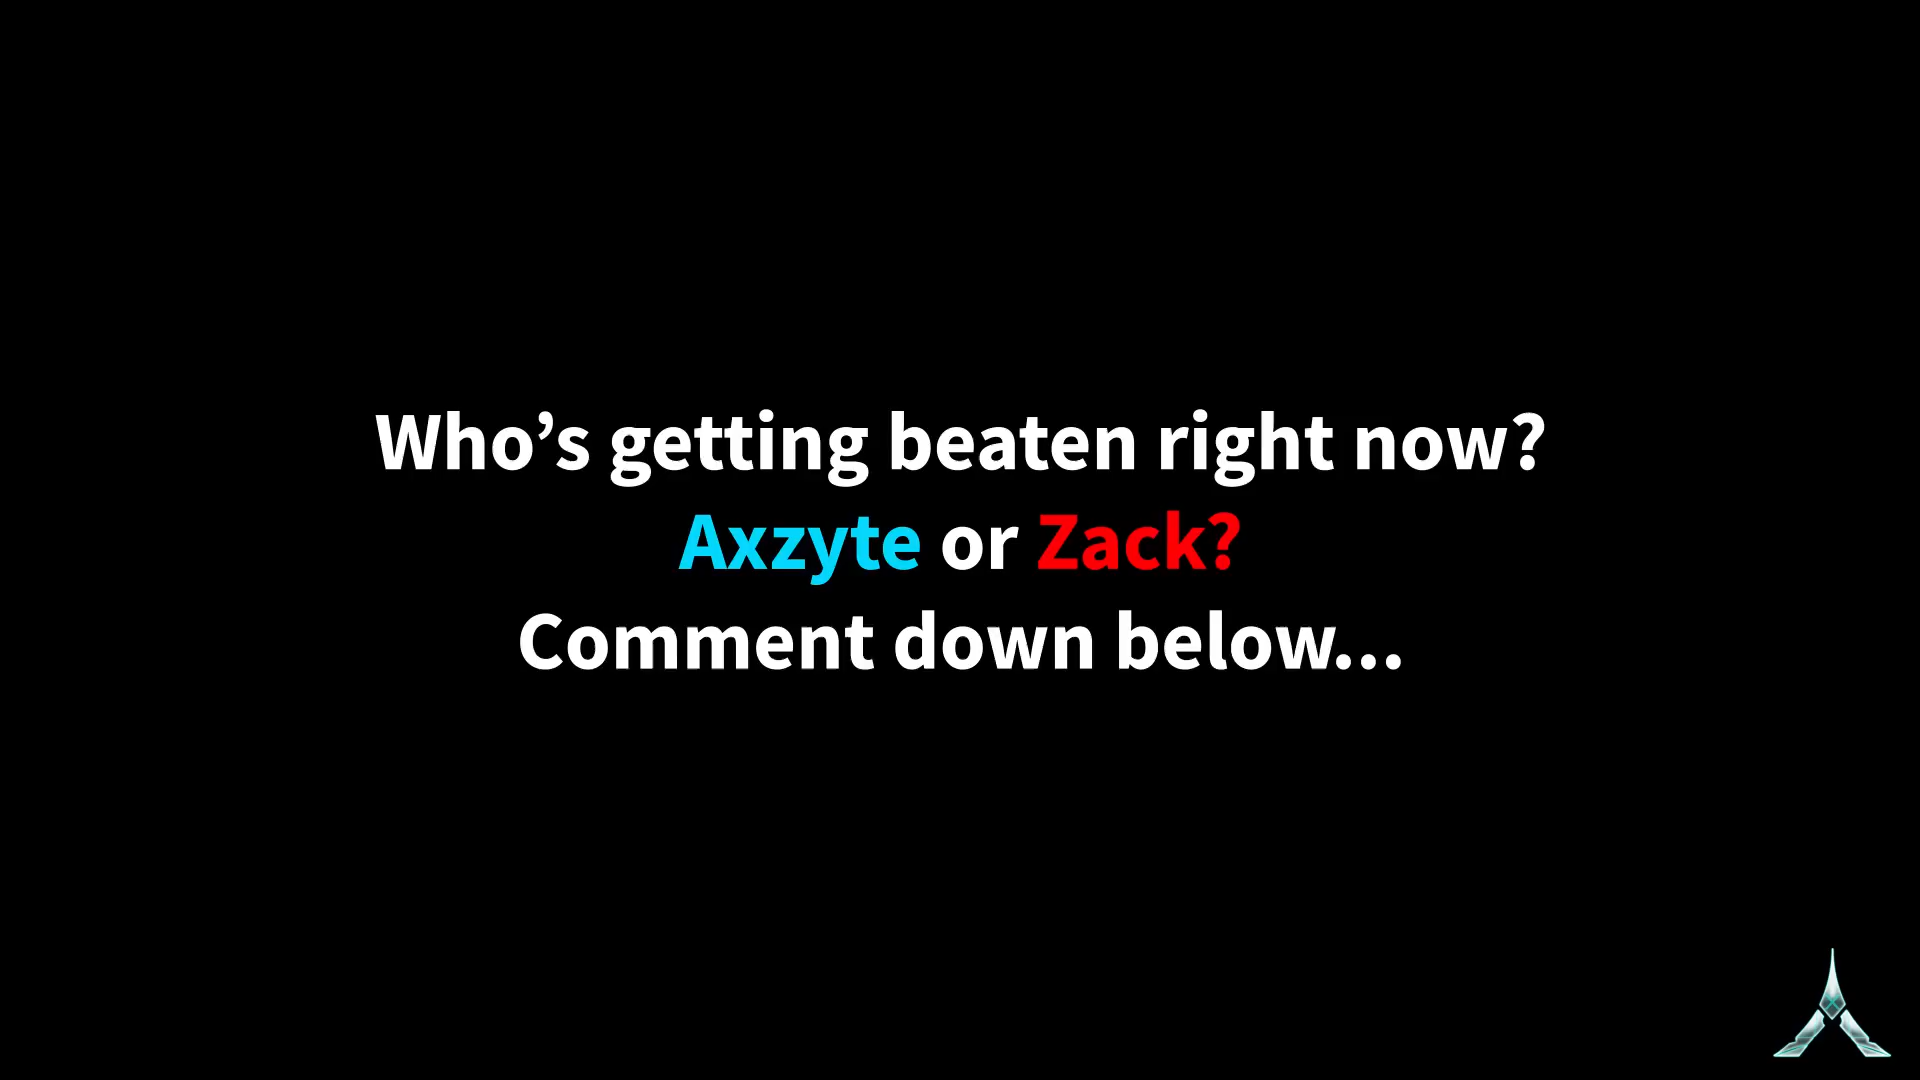 Who’s getting beaten right now?
Axzyte or Zack?
Comment down below...